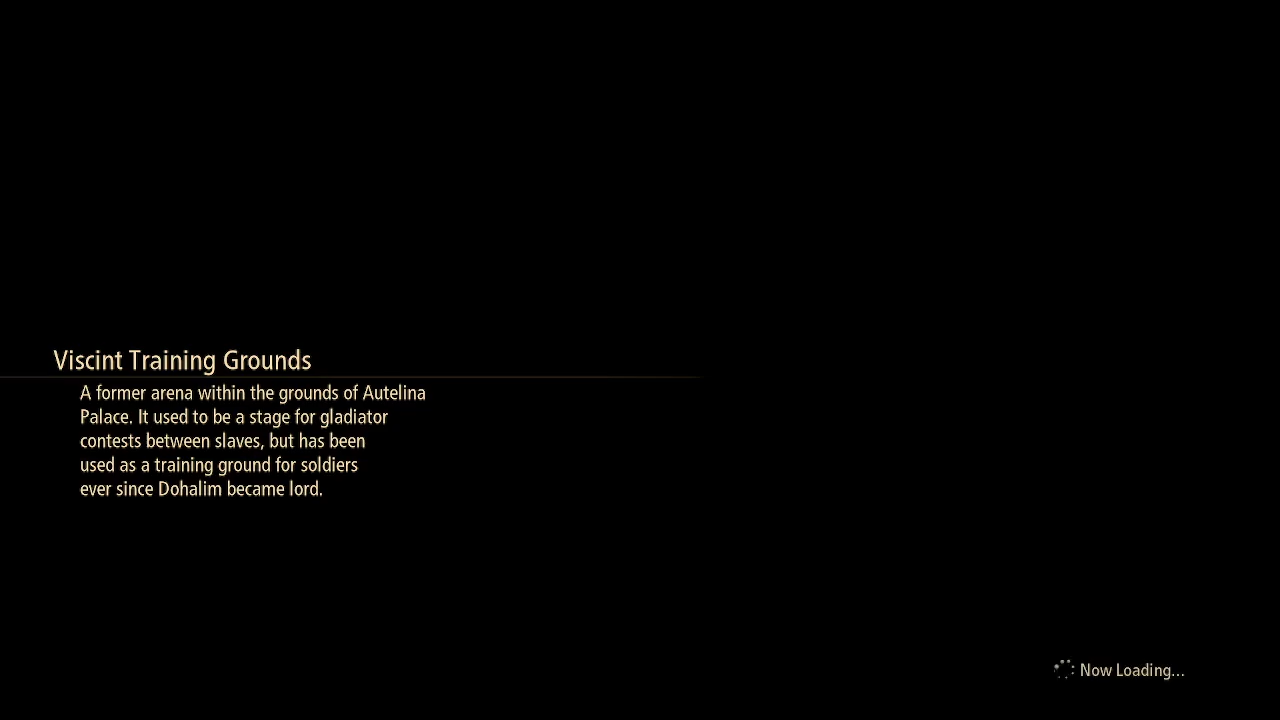 Viscint Training Grounds
A former arena within the grounds of Autelina
Palace. It used to be a stage for gladiator
contests between slaves, but has been
used as a training ground for soldiers
ever since Dohalim became lord.
Now Loading...